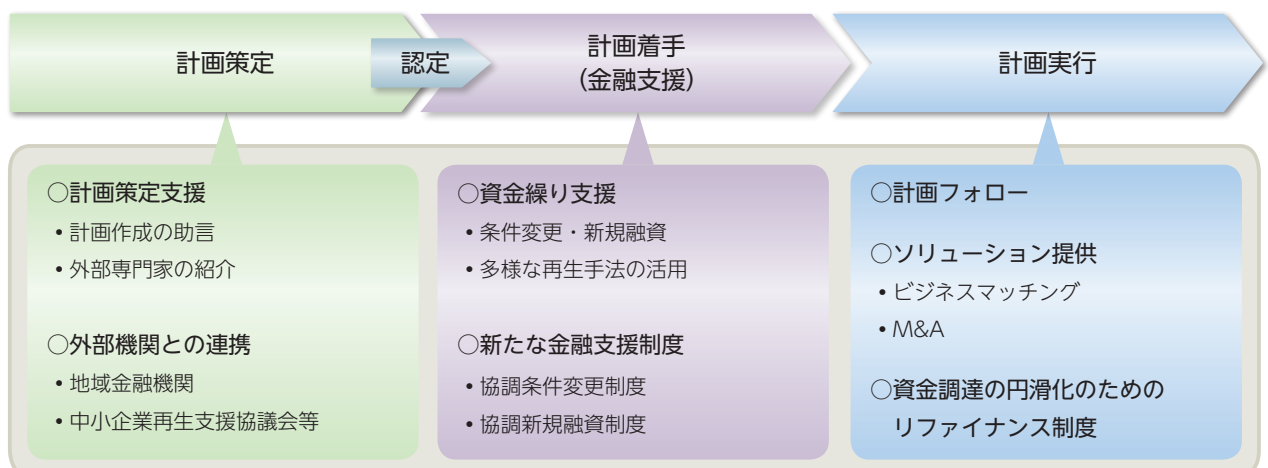 計画策定
認定
計画着手
(金融支援)
計画実行
○計画策定支援
•計画作成の助言
•外部専門家の紹介
○外部機関との連携
•地域金融機関
•中小企業再生支援協議会等
○資金繰り支援
•条件変更・新規融資
•多様な再生手法の活用
○新たな金融支援制度
•協調条件変更制度
•協調新規融資制度
○計画フォロー
○ソリューション提供
•ビジネスマッチング
•M&A
○資金調達の円滑化のための
リファイナンス制度